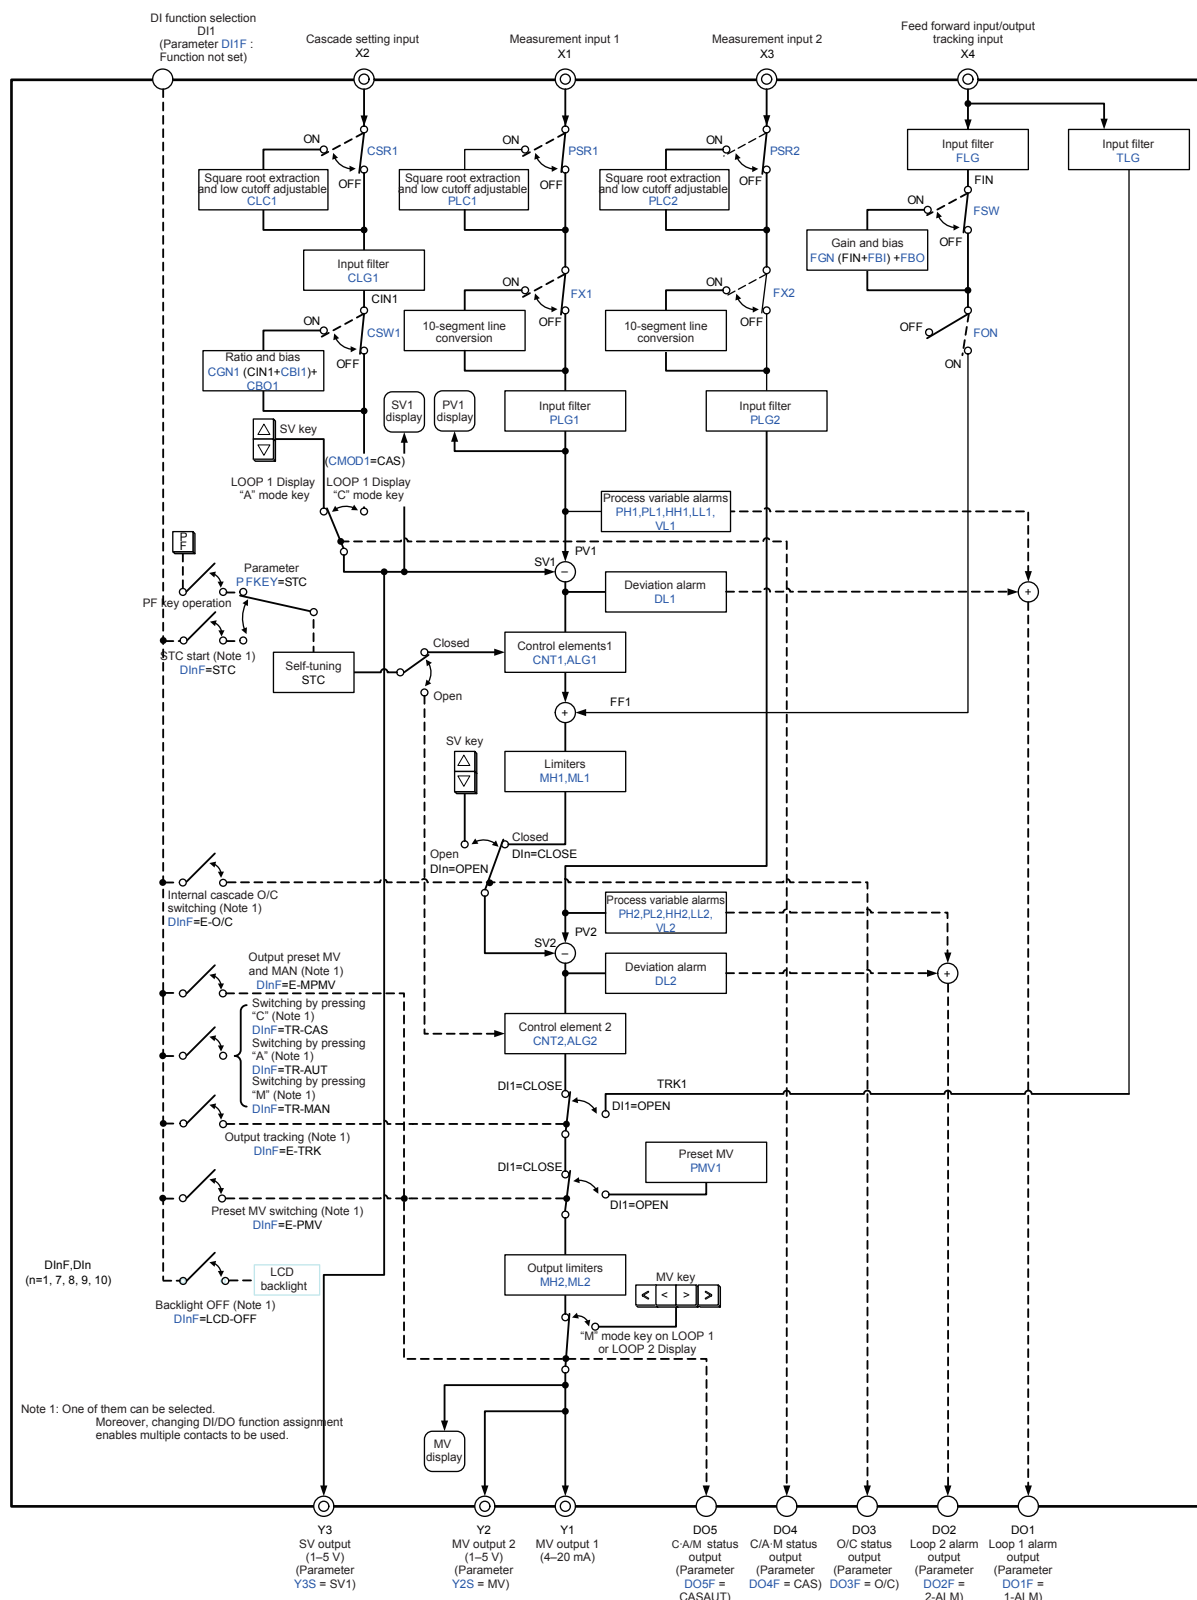 DI function selection
DI1
(Parameter DI1F :
Function not set)
Cascade setting input
X2
Measurement input 1
X1
Measurement input 2
X3
Feed forward input/output
tracking input
X4
ON
CSR1
OFF
Square root extraction
and low cutoff adjustable
CLC1
ON
PSR1
OFF
Square root extraction
and low cutoff adjustable
PLC1
ON
PSR2
OFF
Square root extraction
and low cutoff adjustable
PLC2
Input filter
FLG
Input filter
TLG
FIN
ON
FSW
OFF
Gain and bias
FGN (FIN+FBI) +FBO
OFF
FON
ON
Input filter
CLG1
CIN1
ON
CSW1
OFF
Ratio and bias
CGN1 (CIN1+CBI1)+
CBO1
ON
FX1
OFF
10-segment line
conversion
ON
FX2
OFF
10-segment line
conversion
SV1
display
PV1
display
Input filter
PLG1
Input filter
PLG2
SV key
(CMOD1=CAS)
LOOP 1 Display
“A” mode key
LOOP 1 Display
“C” mode key
Process variable alarms
PH1,PL1,HH1,LL1,
VL1
PF
Parameter
PFKEY=STC
PF key operation
STC start (Note 1)
DInF=STC
SV1
PV1
−
Deviation alarm
DL1
+
Self-tuning
STC
Closed
Open
Control elements1
CNT1,ALG1
+
FF1
SV key
Limiters
MH1,ML1
Closed
DIn=CLOSE
Open
DIn=OPEN
Internal cascade O/C
switching (Note 1)
DInF=E-O/C
Process variable alarms
PH2,PL2,HH2,LL2,
VL2
SV2
PV2
−
Deviation alarm
DL2
+
Output preset MV
and MAN (Note 1)
DInF=E-MPMV
Switching by pressing
“C” (Note 1)
DInF=TR-CAS
Switching by pressing
“A” (Note 1)
DInF=TR-AUT
Switching by pressing
“M” (Note 1)
DInF=TR-MAN
Control element 2
CNT2,ALG2
DI1=CLOSE
TRK1
DI1=OPEN
Output tracking (Note 1)
DInF=E-TRK
DI1=CLOSE
Preset MV
PMV1
DI1=OPEN
Preset MV switching (Note 1)
DInF=E-PMV
DInF,DIn
(n=1, 7, 8, 9, 10)
LCD
backlight
Backlight OFF (Note 1)
DInF=LCD-OFF
Output limiters
MH2,ML2
MV key
< < > >
“M” mode key on LOOP 1
or LOOP 2 Display
Note 1: One of them can be selected.
Moreover, changing DI/DO function assignment
enables multiple contacts to be used.
MV
display
Y3
SV output
(1–5 V)
(Parameter
Y3S = SV1)
Y2
MV output 2
(1–5 V)
(Parameter
Y2S = MV)
Y1
MV output 1
(4–20 mA)
DO5
C·A/M status
output
(Parameter
DO5F =
CASAUT)
DO4
C/A·M status
output
(Parameter
DO4F = CAS)
DO3
O/C status
output
(Parameter
DO3F = O/C)
DO2
Loop 2 alarm
output
(Parameter
DO2F =
2-ALM)
DO1
Loop 1 alarm
output
(Parameter
DO1F =
1-ALM)